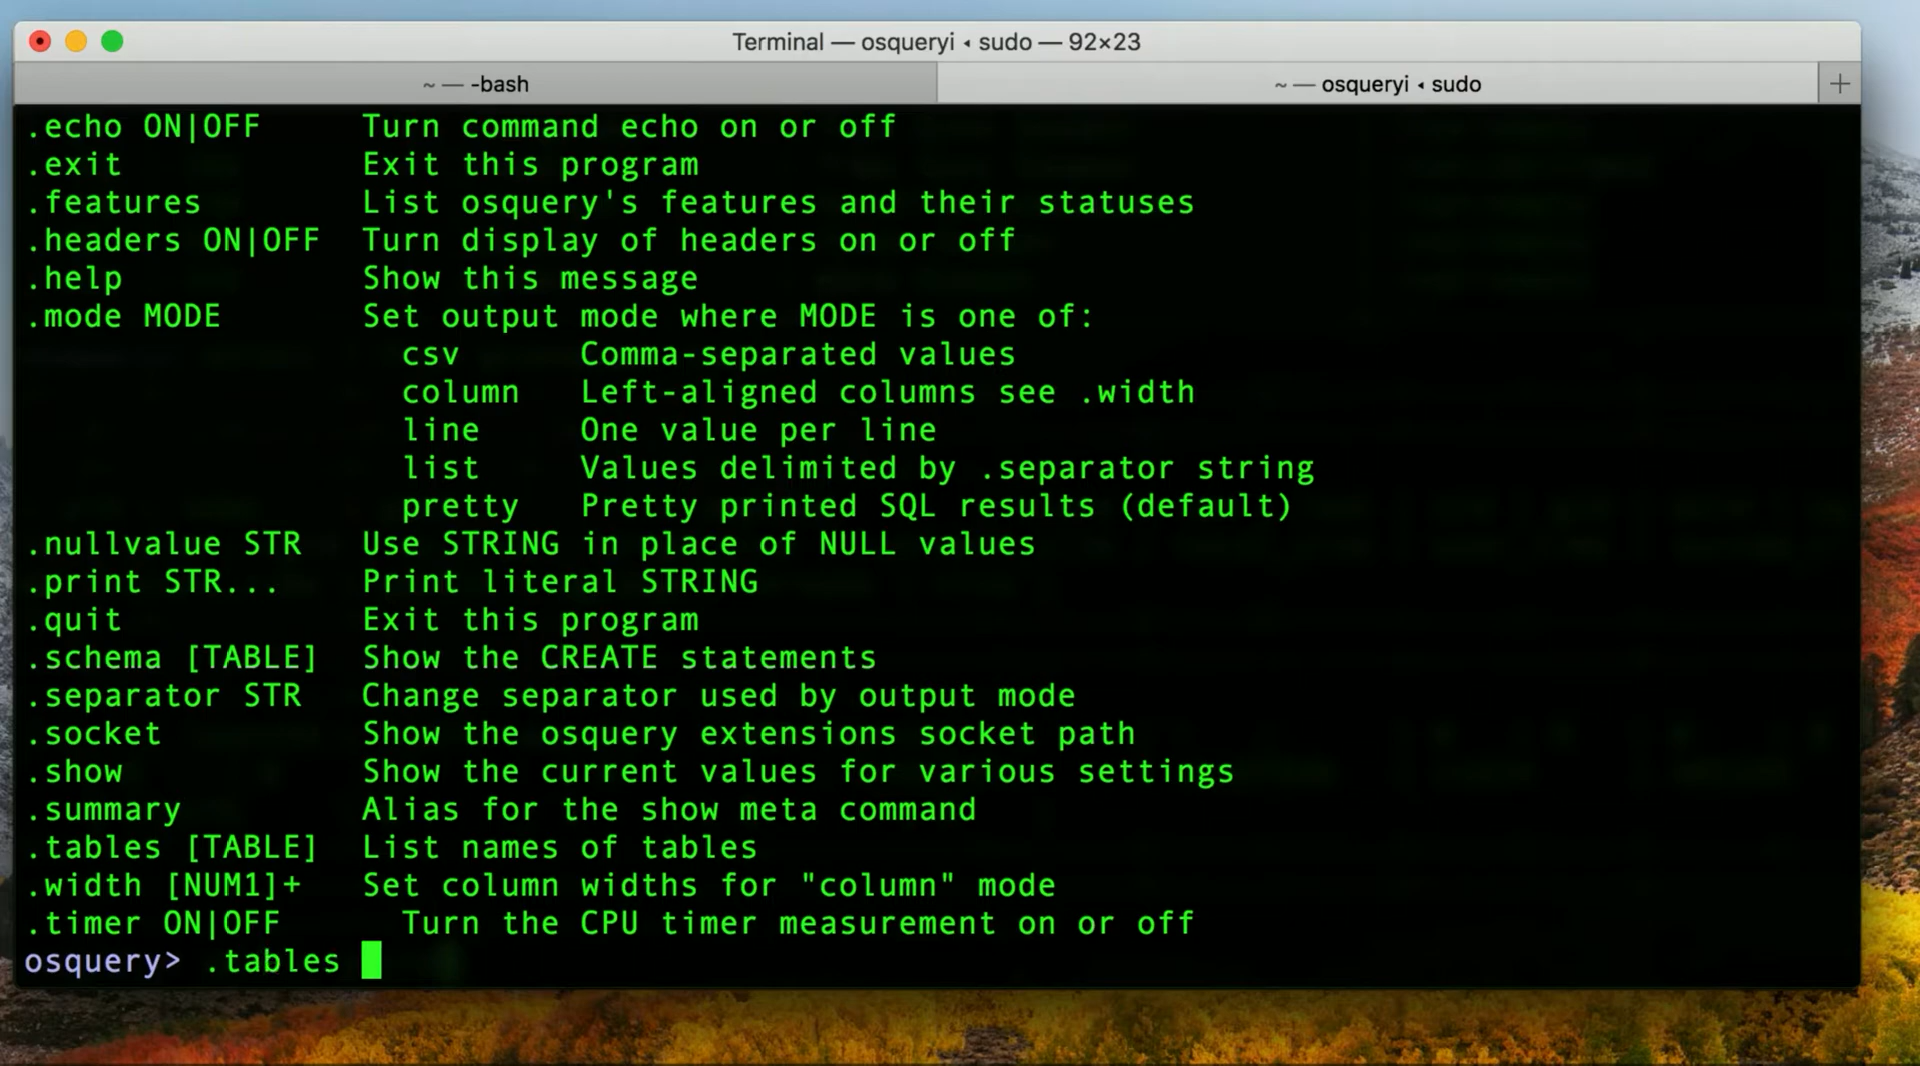 Terminal — osqueryi ◂ sudo — 92×23
~ — -bash
~ — osqueryi ◂ sudo
+
.echo ON|OFF Turn command echo on or off
.exit Exit this program
.features List osquery's features and their statuses
.headers ON|OFF Turn display of headers on or off
.help Show this message
.mode MODE Set output mode where MODE is one of:
csv Comma-separated values
column Left-aligned columns see .width
line One value per line
list Values delimited by .separator string
pretty Pretty printed SQL results (default)
.nullvalue STR Use STRING in place of NULL values
.print STR... Print literal STRING
.quit Exit this program
.schema [TABLE] Show the CREATE statements
.separator STR Change separator used by output mode
.socket Show the osquery extensions socket path
.show Show the current values for various settings
.summary Alias for the show meta command
.tables [TABLE] List names of tables
.width [NUM1]+ Set column widths for "column" mode
.timer ON|OFF Turn the CPU timer measurement on or off
osquery> .tables